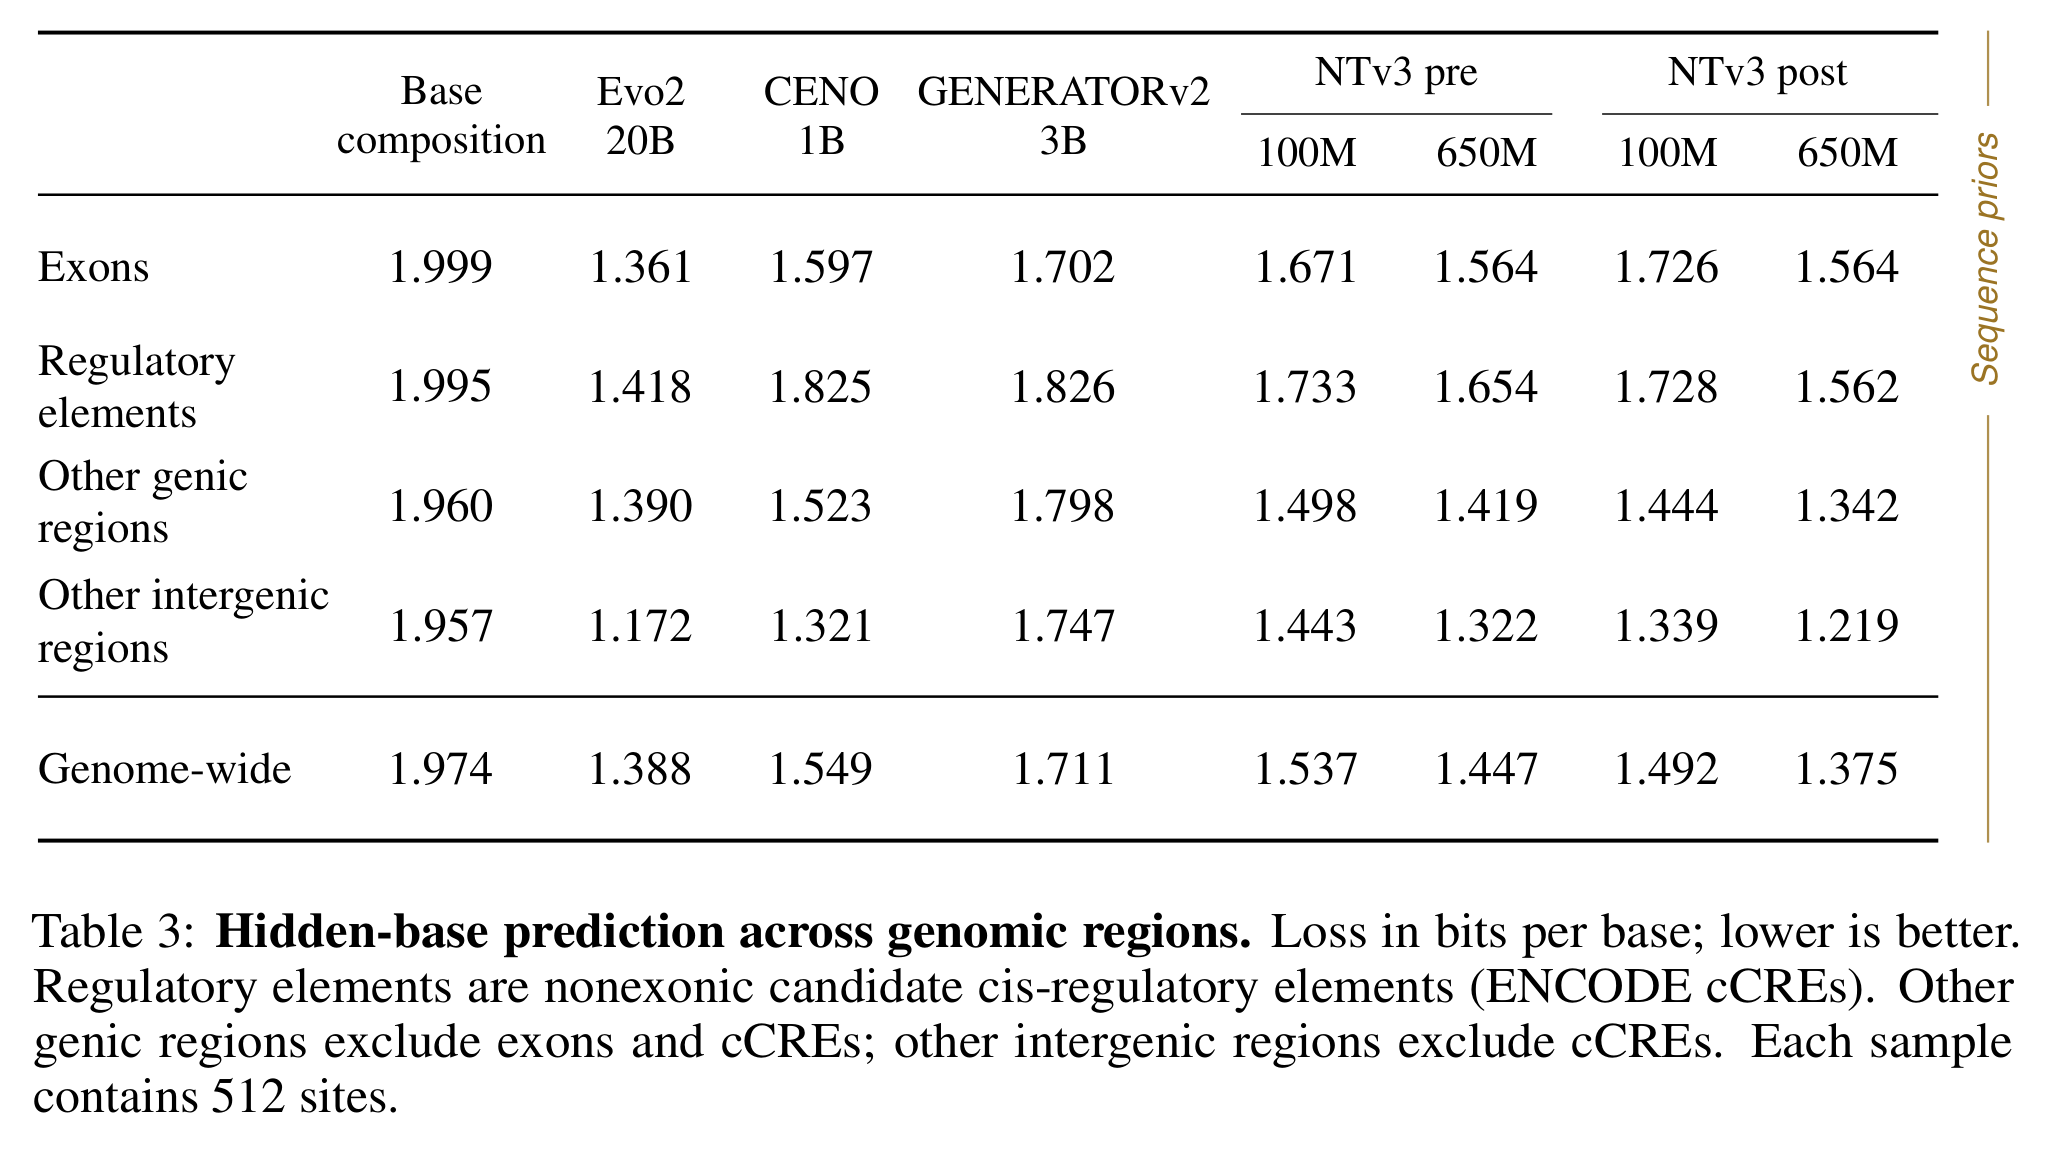 Base composition Evo2 20B CENO 1B GENERATORv2 3B NTv3 pre NTv3 post
100M 650M 100M 650M
Exons 1.999 1.361 1.597 1.702 1.671 1.564 1.726 1.564
Regulatory elements 1.995 1.418 1.825 1.826 1.733 1.654 1.728 1.562
Other genic regions 1.960 1.390 1.523 1.798 1.498 1.419 1.444 1.342
Other intergenic regions 1.957 1.172 1.321 1.747 1.443 1.322 1.339 1.219
Genome-wide 1.974 1.388 1.549 1.711 1.537 1.447 1.492 1.375
Sequence priors
Table 3: Hidden-base prediction across genomic regions. Loss in bits per base; lower is better.
Regulatory elements are nonexonic candidate cis-regulatory elements (ENCODE cCREs). Other
genic regions exclude exons and cCREs; other intergenic regions exclude cCREs. Each sample
contains 512 sites.